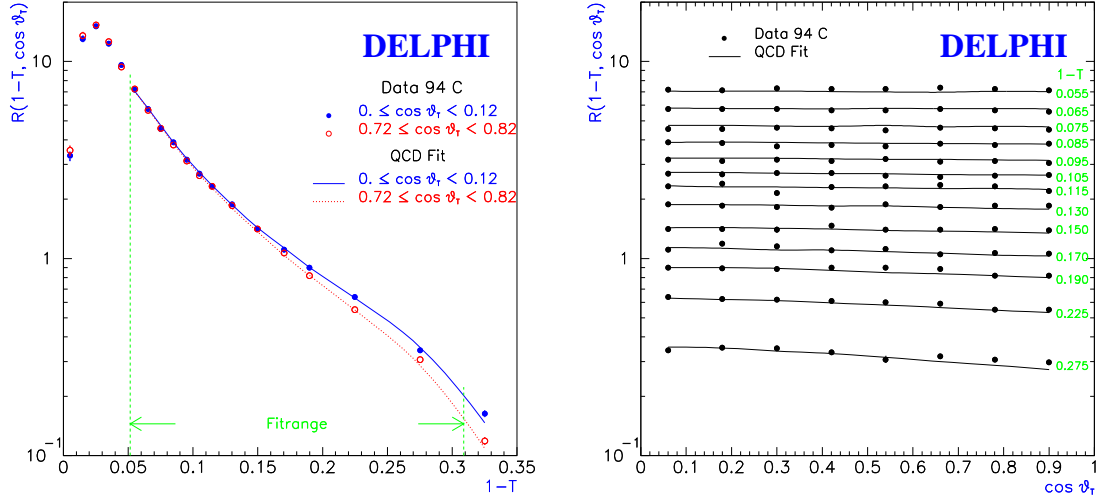 R(1-T, cos ϑT)
10
1
10⁻¹
DELPHI
Data 94 C
0. ≤ cos ϑT < 0.12
0.72 ≤ cos ϑT < 0.82
QCD Fit
0. ≤ cos ϑT < 0.12
0.72 ≤ cos ϑT < 0.82
Fitrange
0 0.05 0.1 0.15 0.2 0.25 0.3 0.35
1-T
R(1-T, cos ϑT)
10
1
10⁻¹
Data 94 C
QCD Fit
DELPHI
1-T
0.055
0.065
0.075
0.085
0.095
0.105
0.115
0.130
0.150
0.170
0.190
0.225
0.275
0 0.1 0.2 0.3 0.4 0.5 0.6 0.7 0.8 0.9 1
cos ϑT